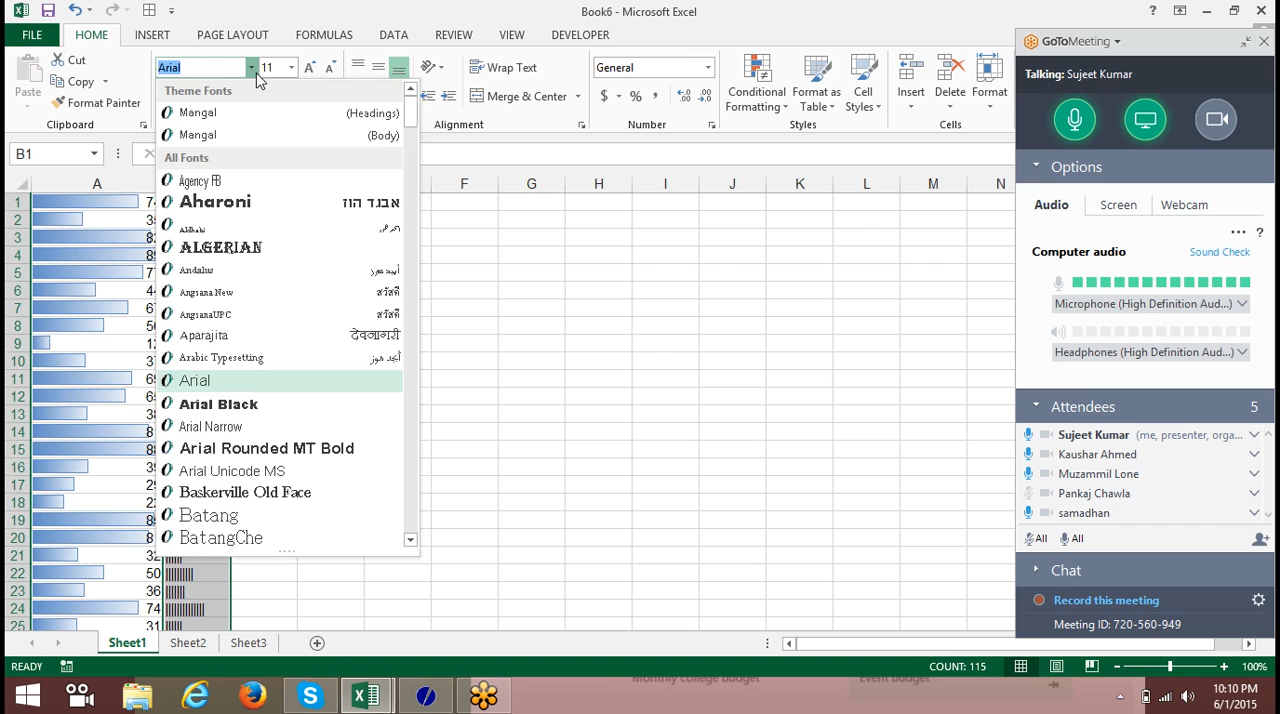 Book6 - Microsoft Excel
FILE
HOME
INSERT
PAGE LAYOUT
FORMULAS
DATA
REVIEW
VIEW
DEVELOPER
Paste
Cut
Copy
Format Painter
Clipboard
Arial
11
Wrap Text
Merge & Center
Alignment
General
$ % ,
Number
Conditional Formatting
Format as Table
Cell Styles
Styles
Insert
Delete
Format
Cells
B1
Theme Fonts
Mangal (Headings)
Mangal (Body)
All Fonts
Agency FB
Aharoni אבגד הוז
ALGERIAN
Andalus أبجد هوز
Angsana New สวัสดี
AngsanaUPC สวัสดี
Aparajita देवनागरी
Arabic Typesetting أبجد هوز
Arial
Arial Black
Arial Narrow
Arial Rounded MT Bold
Arial Unicode MS
Baskerville Old Face
Batang
BatangChe
A F G H I J K L M N
1
2
3
4
5
6
7
8
9
10
11
12
13
14
15
16
17
18
19
20
21 32
22 50
23 36
24 74
25 31
Sheet1
Sheet2
Sheet3
READY
COUNT: 115
100%
GoToMeeting
Talking: Sujeet Kumar
Options
Audio
Screen
Webcam
Computer audio
Sound Check
Microphone (High Definition Aud...)
Headphones (High Definition Aud...)
Attendees 5
Sujeet Kumar (me, presenter, orga...
Kaushar Ahmed
Muzammil Lone
Pankaj Chawla
samadhan
All
All
Chat
Record this meeting
Meeting ID: 720-560-949
Monthly college budget
Event budget
10:10 PM
6/1/2015